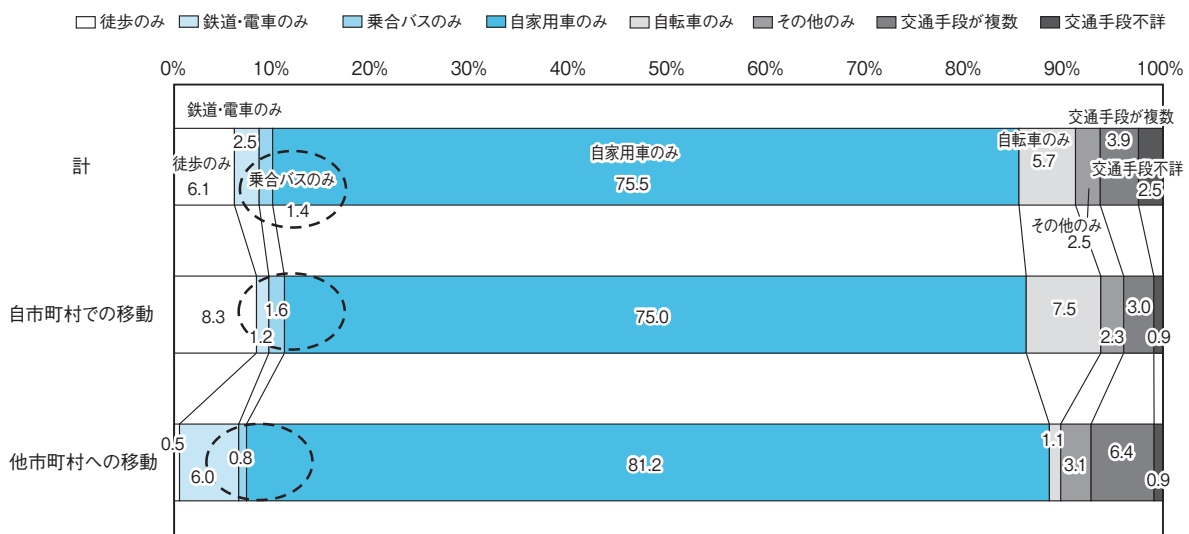 徒歩のみ 鉄道・電車のみ 乗合バスのみ 自家用車のみ 自転車のみ その他のみ 交通手段が複数 交通手段不詳
0% 10% 20% 30% 40% 50% 60% 70% 80% 90% 100%
鉄道・電車のみ
交通手段が複数
計
徒歩のみ
6.1
2.5
乗合バスのみ
1.4
自家用車のみ
75.5
自転車のみ
5.7
その他のみ
2.5
3.9
交通手段不詳
2.5
自市町村での移動
8.3
1.2
1.6
75.0
7.5
2.3
3.0
0.9
他市町村への移動
0.5
6.0
0.8
81.2
1.1
3.1
6.4
0.9